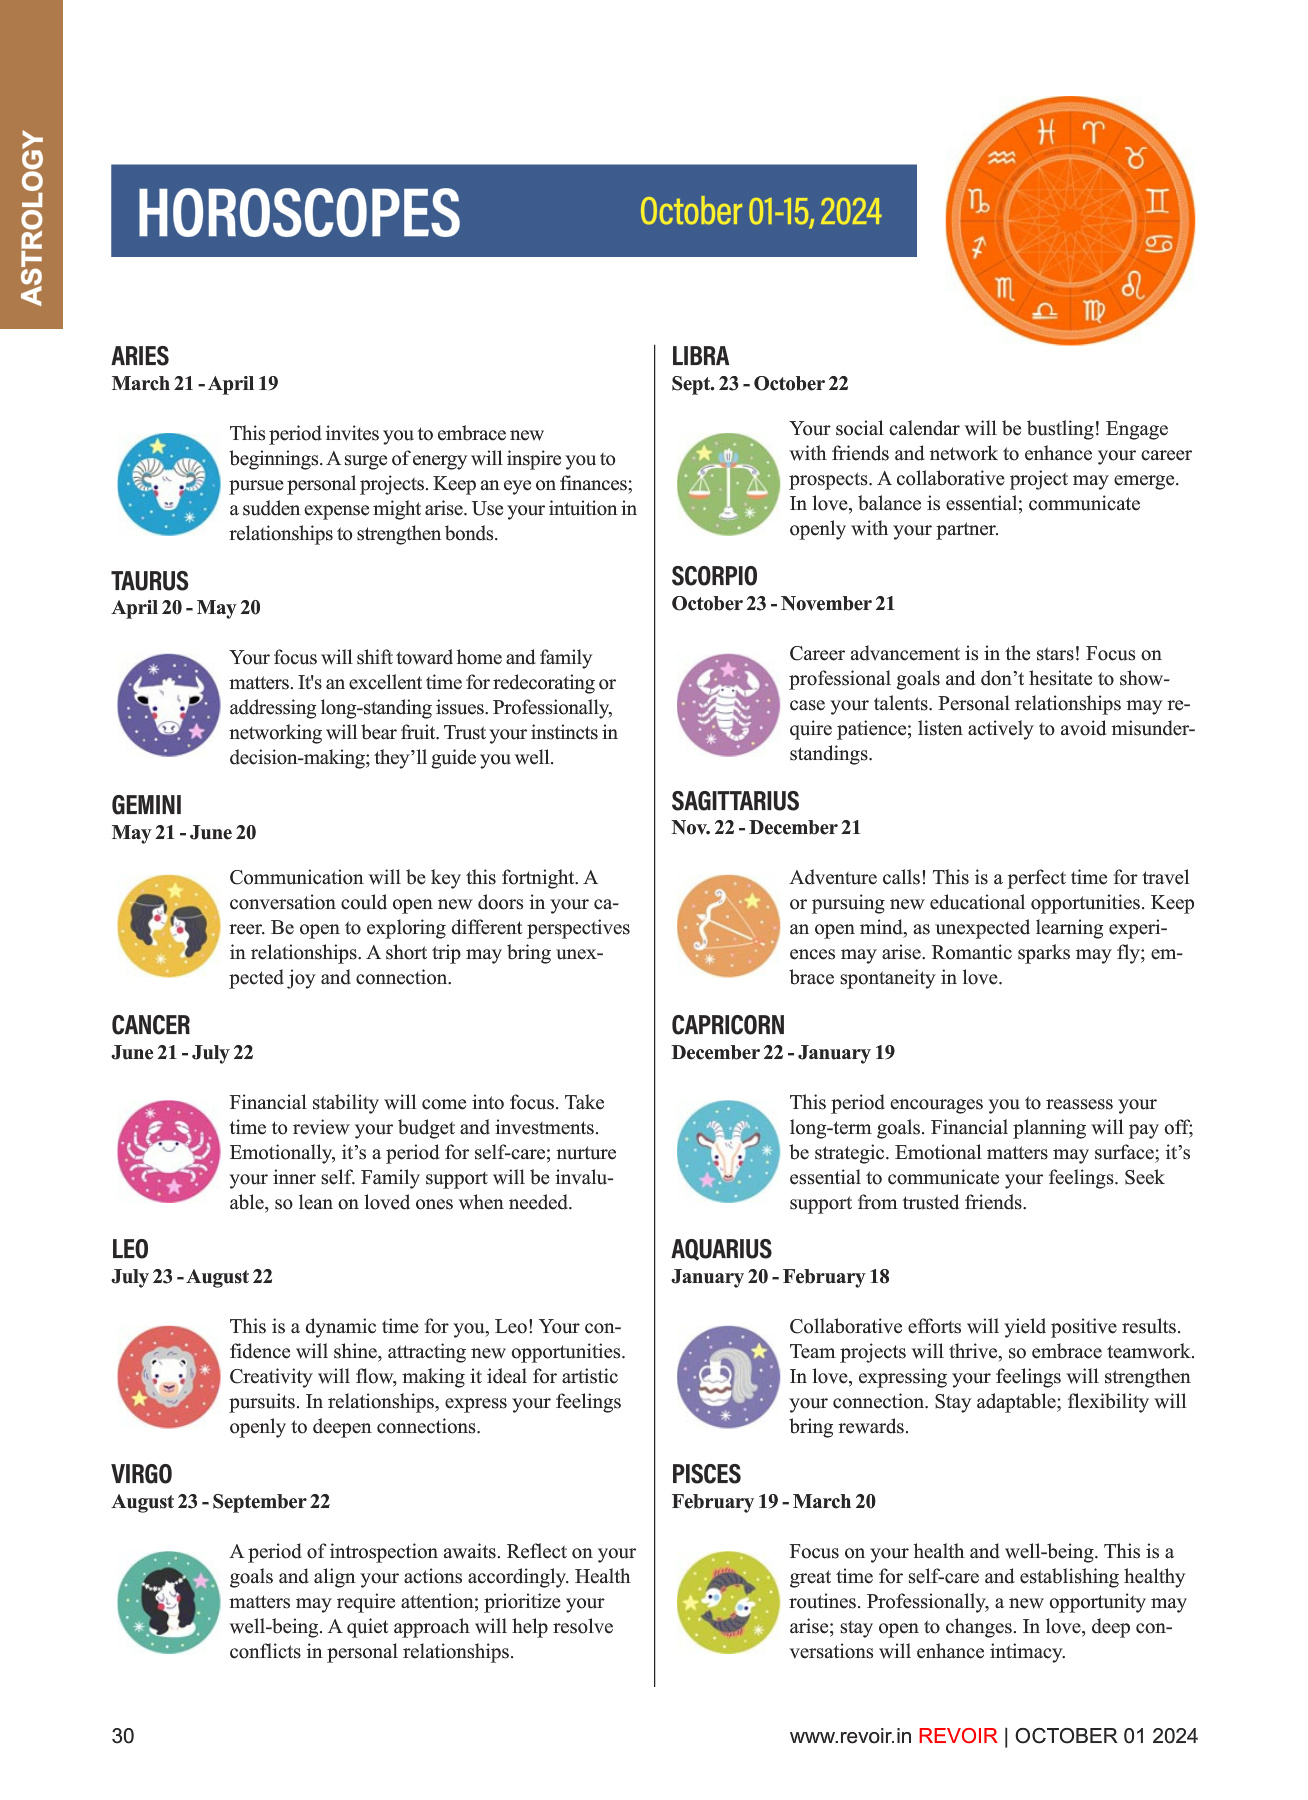 ASTROLOGY
HOROSCOPES
October 01-15, 2024
ARIES
March 21 - April 19
This period invites you to embrace new
beginnings. A surge of energy will inspire you to
pursue personal projects. Keep an eye on finances;
a sudden expense might arise. Use your intuition in
relationships to strengthen bonds.
TAURUS
April 20 - May 20
Your focus will shift toward home and family
matters. It's an excellent time for redecorating or
addressing long-standing issues. Professionally,
networking will bear fruit. Trust your instincts in
decision-making; they’ll guide you well.
GEMINI
May 21 - June 20
Communication will be key this fortnight. A
conversation could open new doors in your ca-
reer. Be open to exploring different perspectives
in relationships. A short trip may bring unex-
pected joy and connection.
CANCER
June 21 - July 22
Financial stability will come into focus. Take
time to review your budget and investments.
Emotionally, it’s a period for self-care; nurture
your inner self. Family support will be invalu-
able, so lean on loved ones when needed.
LEO
July 23 - August 22
This is a dynamic time for you, Leo! Your con-
fidence will shine, attracting new opportunities.
Creativity will flow, making it ideal for artistic
pursuits. In relationships, express your feelings
openly to deepen connections.
VIRGO
August 23 - September 22
A period of introspection awaits. Reflect on your
goals and align your actions accordingly. Health
matters may require attention; prioritize your
well-being. A quiet approach will help resolve
conflicts in personal relationships.
LIBRA
Sept. 23 - October 22
Your social calendar will be bustling! Engage
with friends and network to enhance your career
prospects. A collaborative project may emerge.
In love, balance is essential; communicate
openly with your partner.
SCORPIO
October 23 - November 21
Career advancement is in the stars! Focus on
professional goals and don’t hesitate to show-
case your talents. Personal relationships may re-
quire patience; listen actively to avoid misunder-
standings.
SAGITTARIUS
Nov. 22 - December 21
Adventure calls! This is a perfect time for travel
or pursuing new educational opportunities. Keep
an open mind, as unexpected learning experi-
ences may arise. Romantic sparks may fly; em-
brace spontaneity in love.
CAPRICORN
December 22 - January 19
This period encourages you to reassess your
long-term goals. Financial planning will pay off;
be strategic. Emotional matters may surface; it’s
essential to communicate your feelings. Seek
support from trusted friends.
AQUARIUS
January 20 - February 18
Collaborative efforts will yield positive results.
Team projects will thrive, so embrace teamwork.
In love, expressing your feelings will strengthen
your connection. Stay adaptable; flexibility will
bring rewards.
PISCES
February 19 - March 20
Focus on your health and well-being. This is a
great time for self-care and establishing healthy
routines. Professionally, a new opportunity may
arise; stay open to changes. In love, deep con-
versations will enhance intimacy.
30
www.revoir.in REVOIR | OCTOBER 01 2024